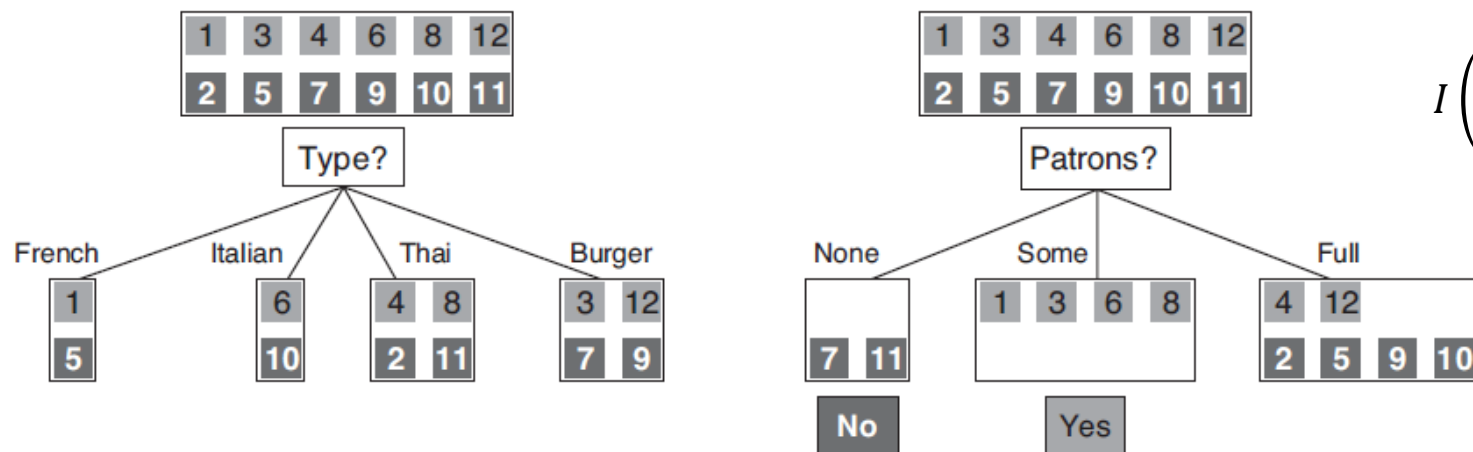 1 3 4 6 8 12
2 5 7 9 10 11
Type?
French Italian Thai Burger
1 6 4 8 3 12
5 10 2 11 7 9
1 3 4 6 8 12
2 5 7 9 10 11
Patrons?
None Some Full
1 3 6 8 4 12
7 11 2 5 9 10
No Yes
I (